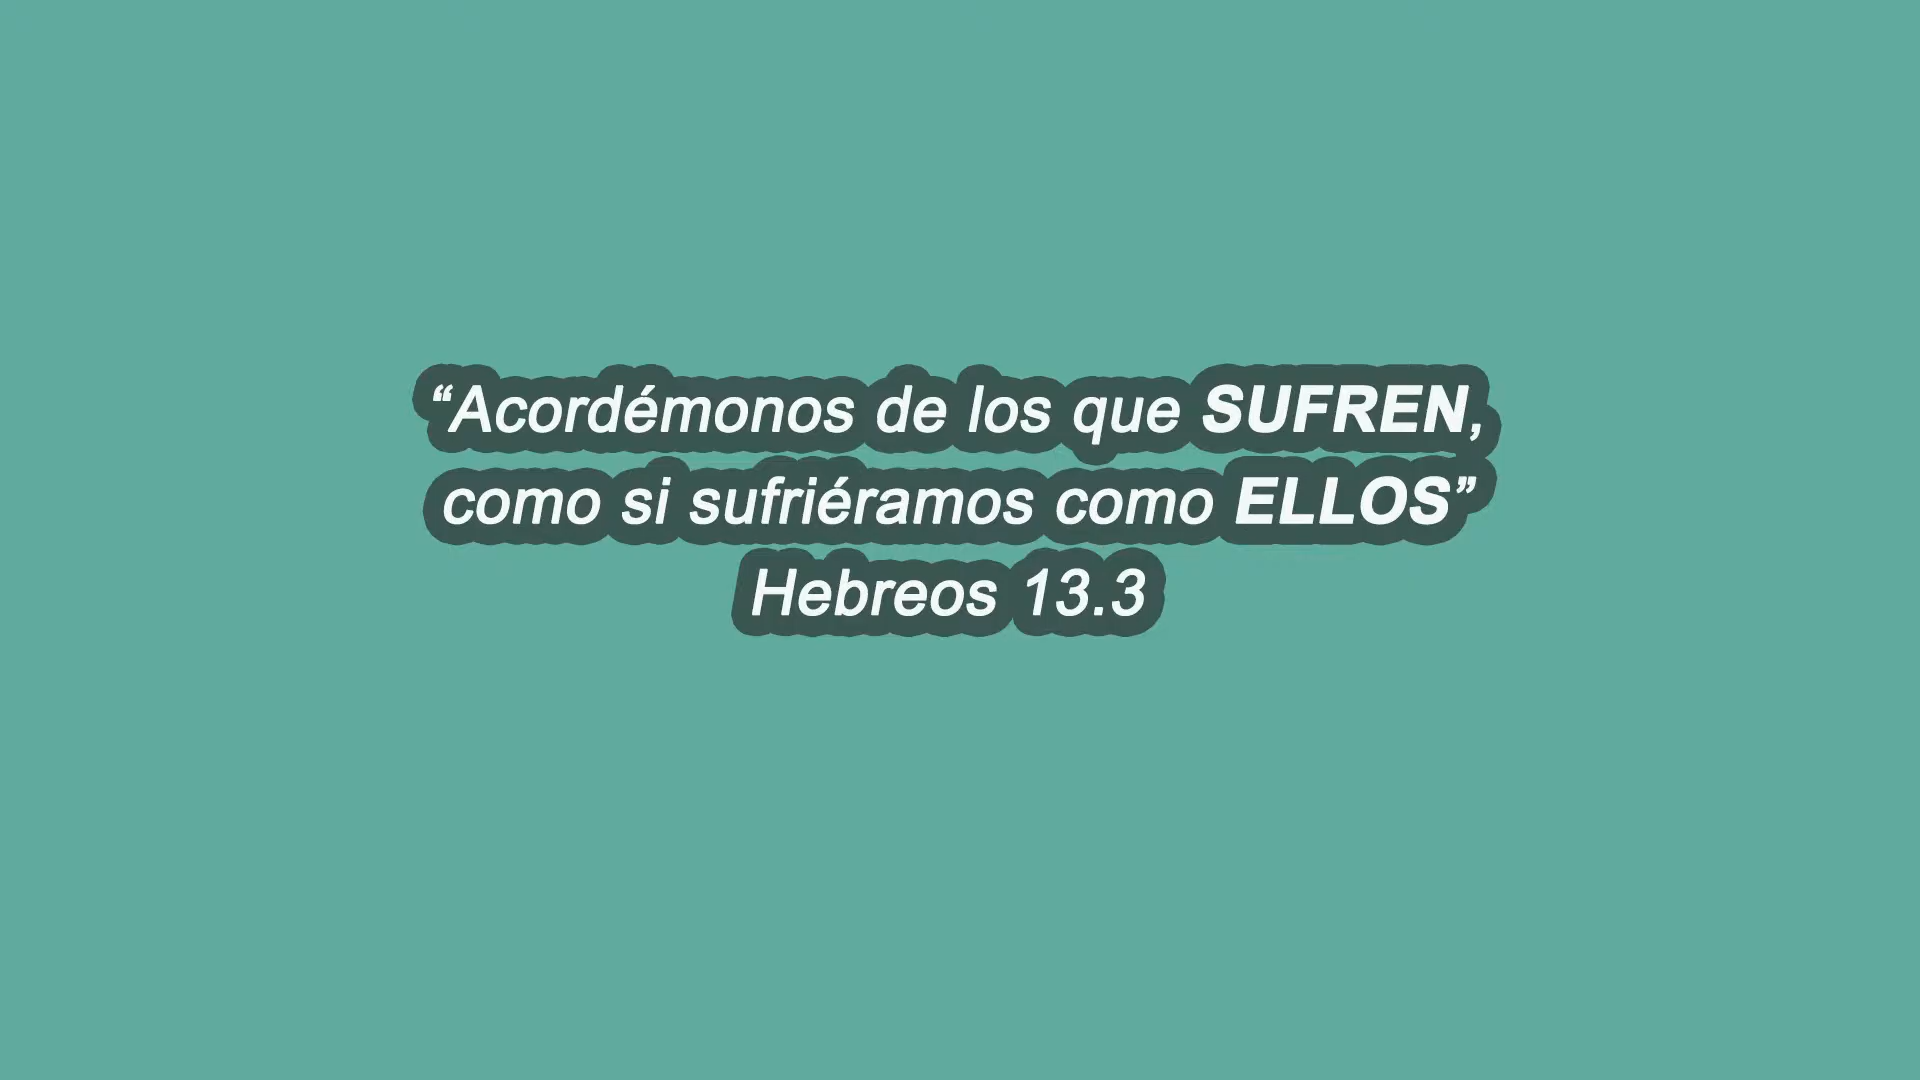 “Acordémonos de los que SUFREN,
como si sufriéramos como ELLOS”
Hebreos 13.3